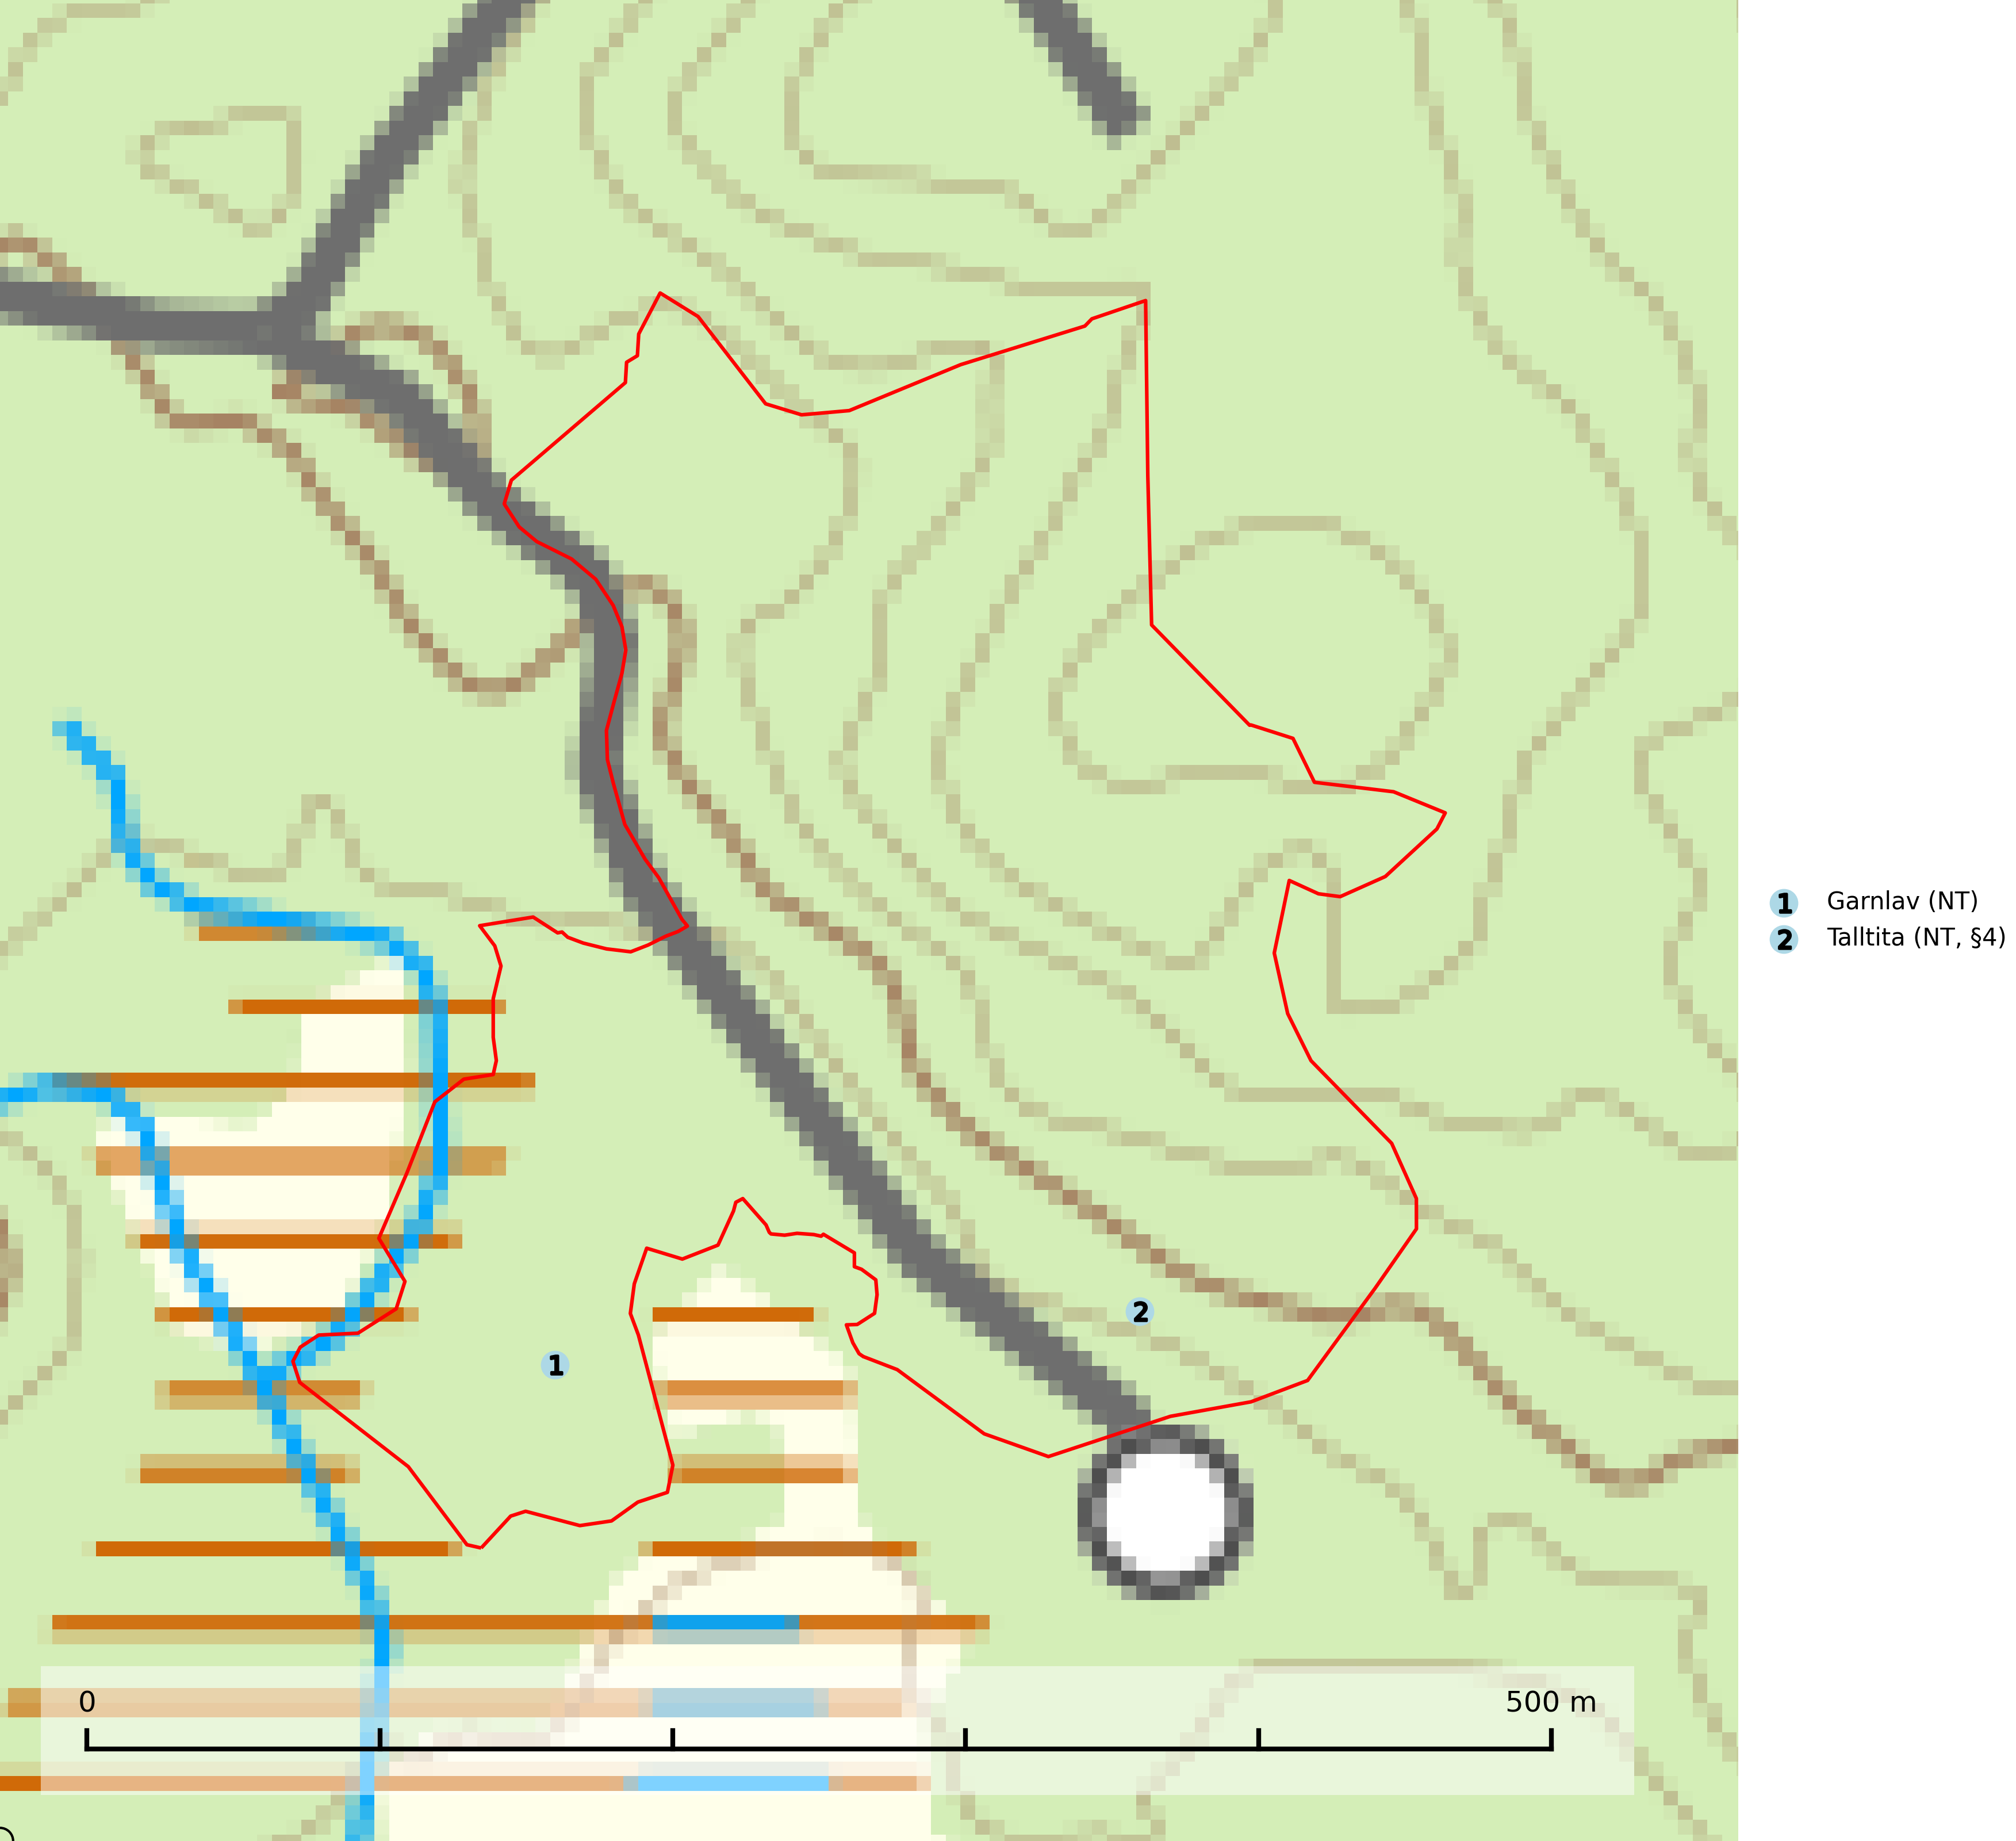 1 Garnlav (NT)
2 Talltita (NT, §4)
2
1
0 500 m